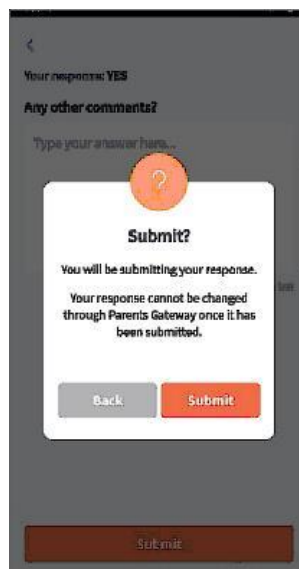 Your response: YES
Any other comments?
Type your answer here...
?
Submit?
You will be submitting your response.
Your response cannot be changed
through Parents Gateway once it has
been submitted.
Back
Submit
Submit